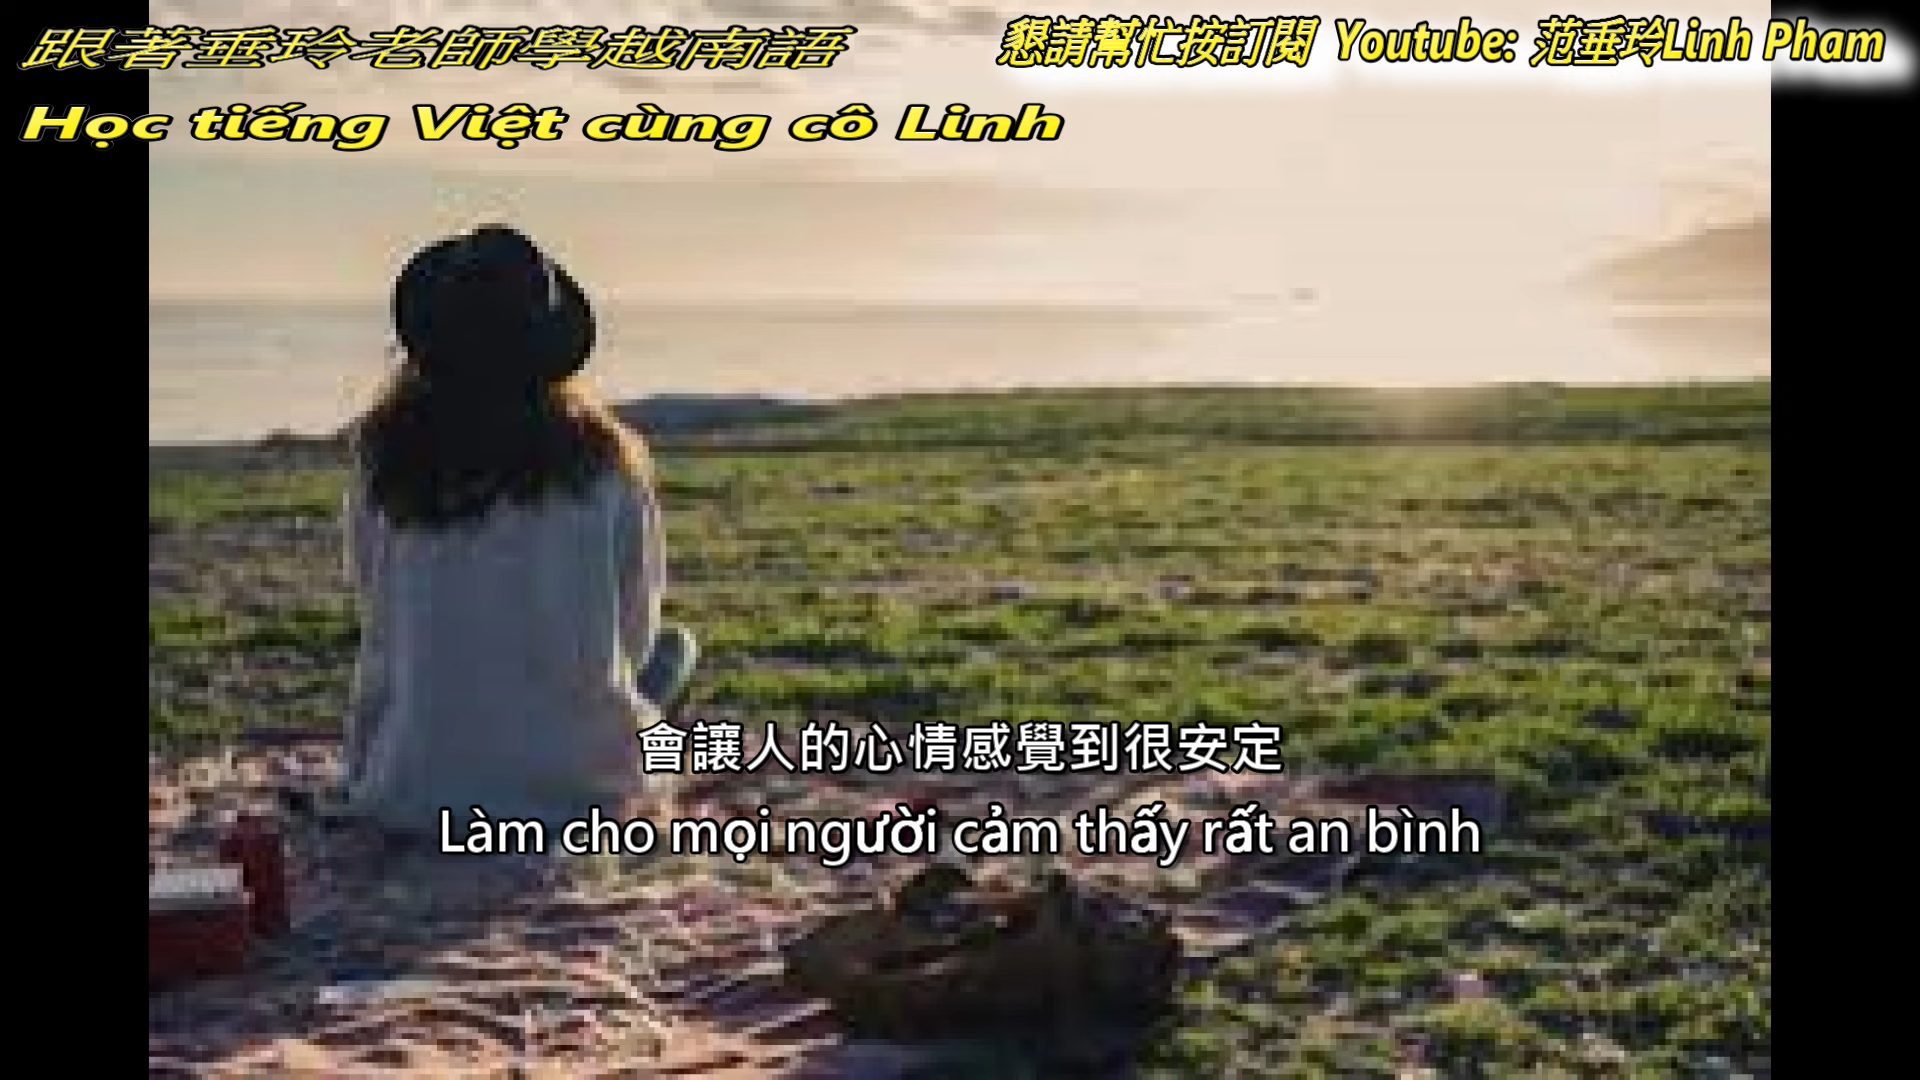 跟著垂玲老師學越南語
懇請幫忙按訂閱 Youtube: 范垂玲Linh Pham
Học tiếng Việt cùng cô Linh
會讓人的心情感覺到很安定
Làm cho mọi người cảm thấy rất an bình